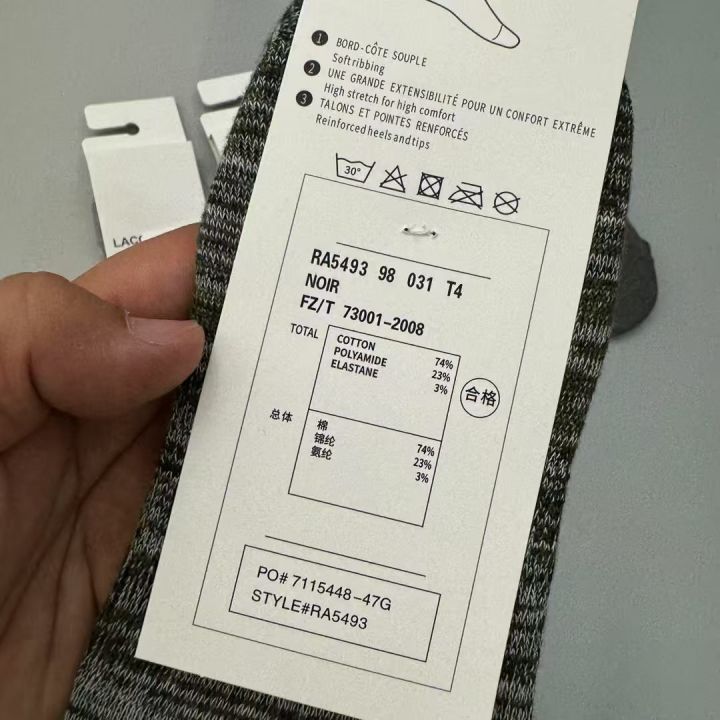 1 BORD-CÔTE SOUPLE
Soft ribbing
2 UNE GRANDE EXTENSIBILITÉ POUR UN CONFORT EXTRÊME
High stretch for high comfort
3 TALONS ET POINTES RENFORCÉS
Reinforced heels and tips
30°
RA5493 98 031 T4
NOIR
FZ/T 73001-2008
TOTAL
COTTON 74%
POLYAMIDE 23%
ELASTANE 3%
合格
总体
棉 74%
锦纶 23%
氨纶 3%
PO# 7115448-47G
STYLE#RA5493